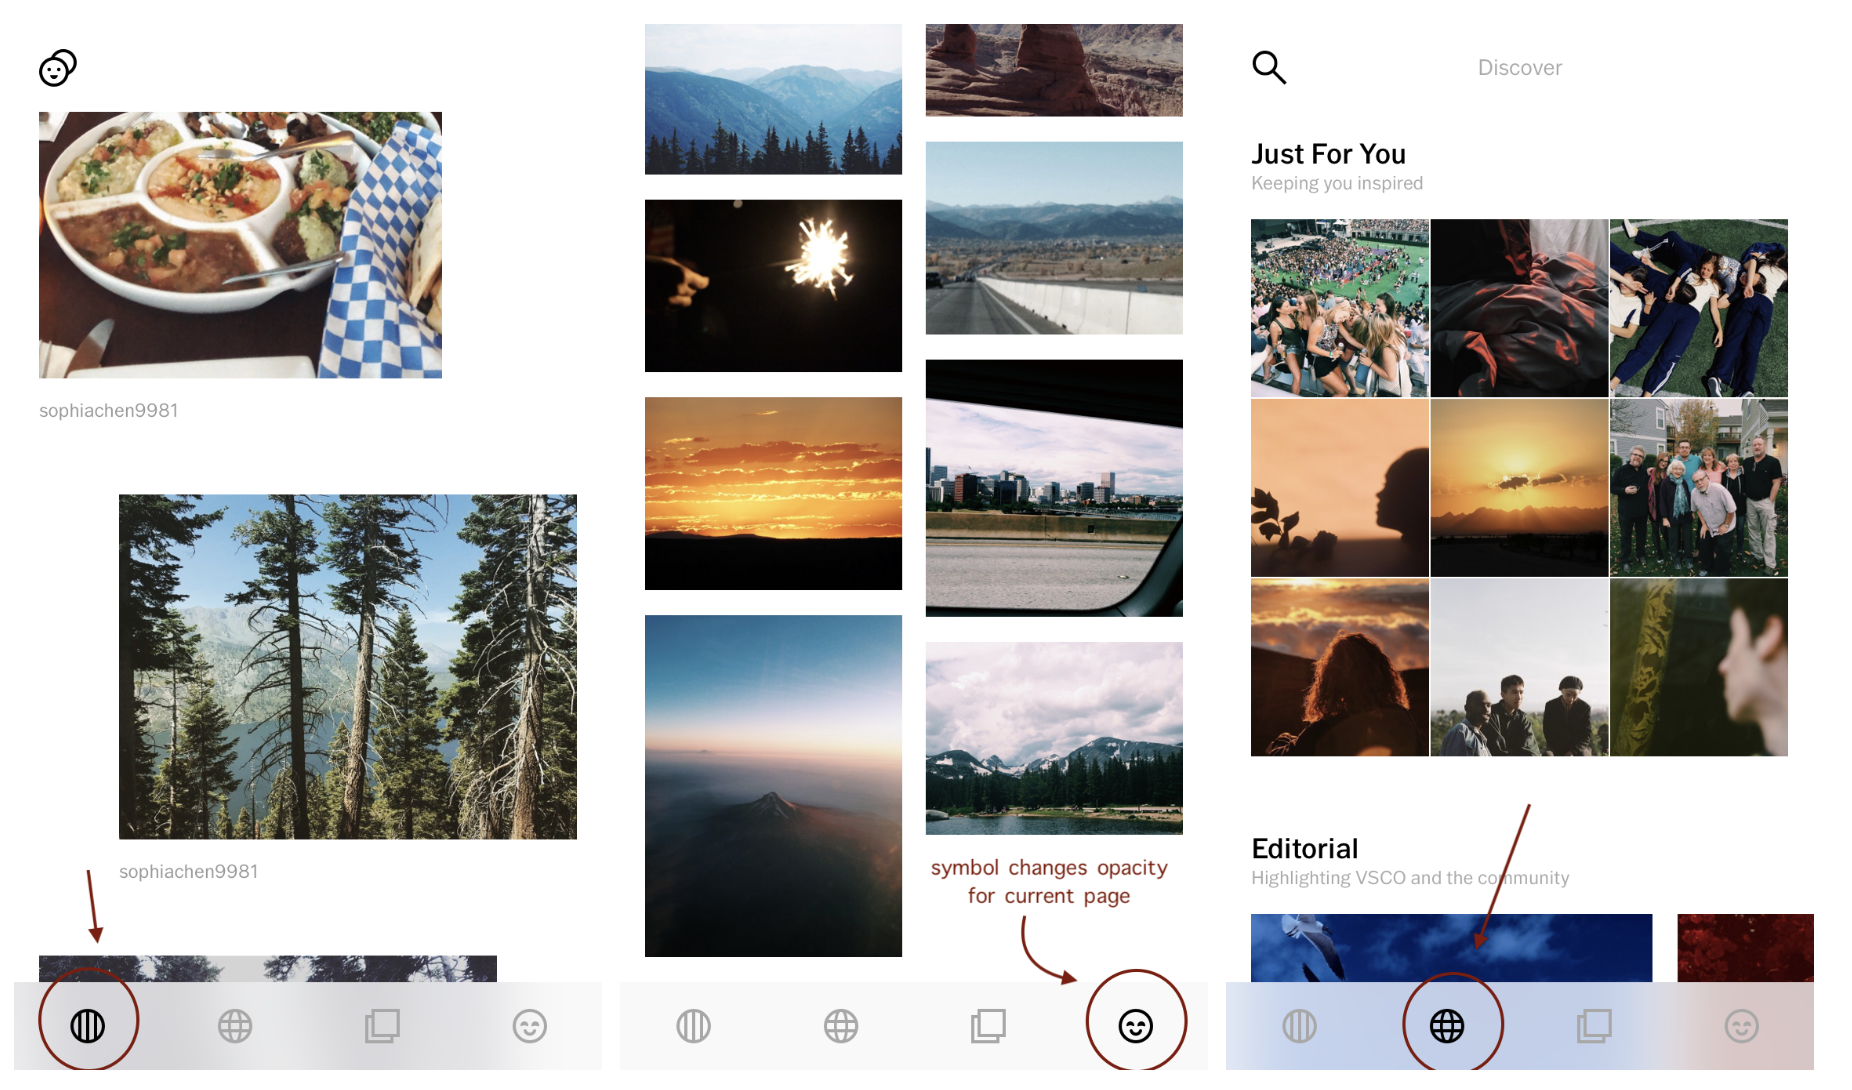 sophiachen9981
sophiachen9981
symbol changes opacity
for current page
Discover
Just For You
Keeping you inspired
Editorial
Highlighting VSCO and the community